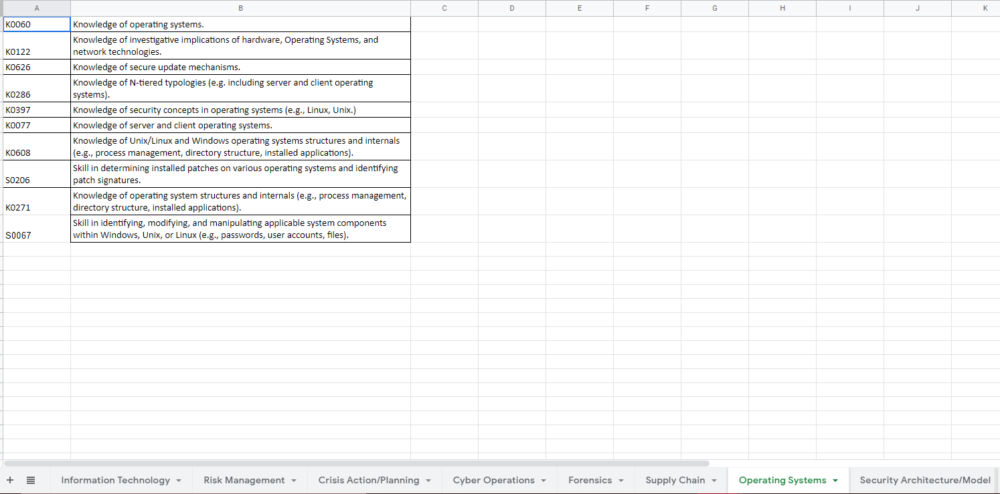 A B C D E F G H I J K
K0060 Knowledge of operating systems.
Knowledge of investigative implications of hardware, Operating Systems, and
K0122 network technologies.
K0626 Knowledge of secure update mechanisms.
Knowledge of N-tiered typologies (e.g. including server and client operating
K0286 systems).
K0397 Knowledge of security concepts in operating systems (e.g., Linux, Unix.)
K0077 Knowledge of server and client operating systems.
Knowledge of Unix/Linux and Windows operating systems structures and internals
K0608 (e.g., process management, directory structure, installed applications).
Skill in determining installed patches on various operating systems and identifying
S0206 patch signatures.
Knowledge of operating system structures and internals (e.g., process management,
K0271 directory structure, installed applications).
Skill in identifying, modifying, and manipulating applicable system components
S0067 within Windows, Unix, or Linux (e.g., passwords, user accounts, files).
Information Technology Risk Management Crisis Action/Planning Cyber Operations Forensics Supply Chain Operating Systems Security Architecture/Model